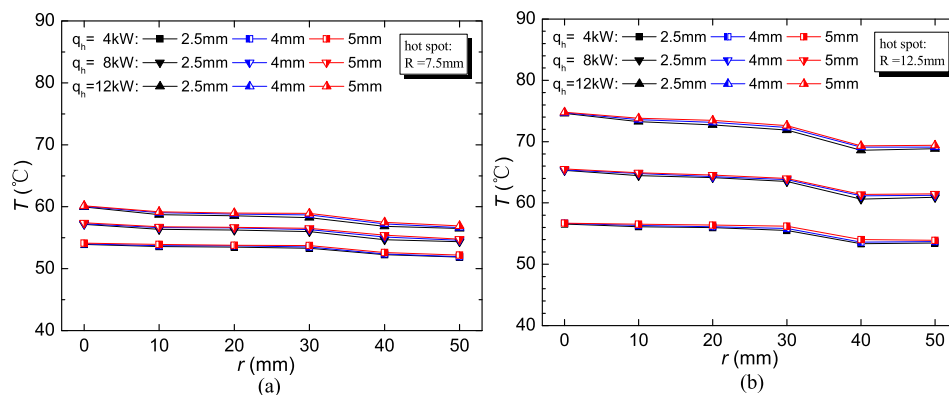 90
80
70
60
50
40
T (℃)
0 10 20 30 40 50
r (mm)
(a)
q_h= 4kW: 2.5mm 4mm 5mm
q_h= 8kW: 2.5mm 4mm 5mm
q_h=12kW: 2.5mm 4mm 5mm
hot spot:
R =7.5mm
90
80
70
60
50
40
T (℃)
0 10 20 30 40 50
r (mm)
(b)
q_h= 4kW: 2.5mm 4mm 5mm
q_h= 8kW: 2.5mm 4mm 5mm
q_h=12kW: 2.5mm 4mm 5mm
hot spot:
R =12.5mm